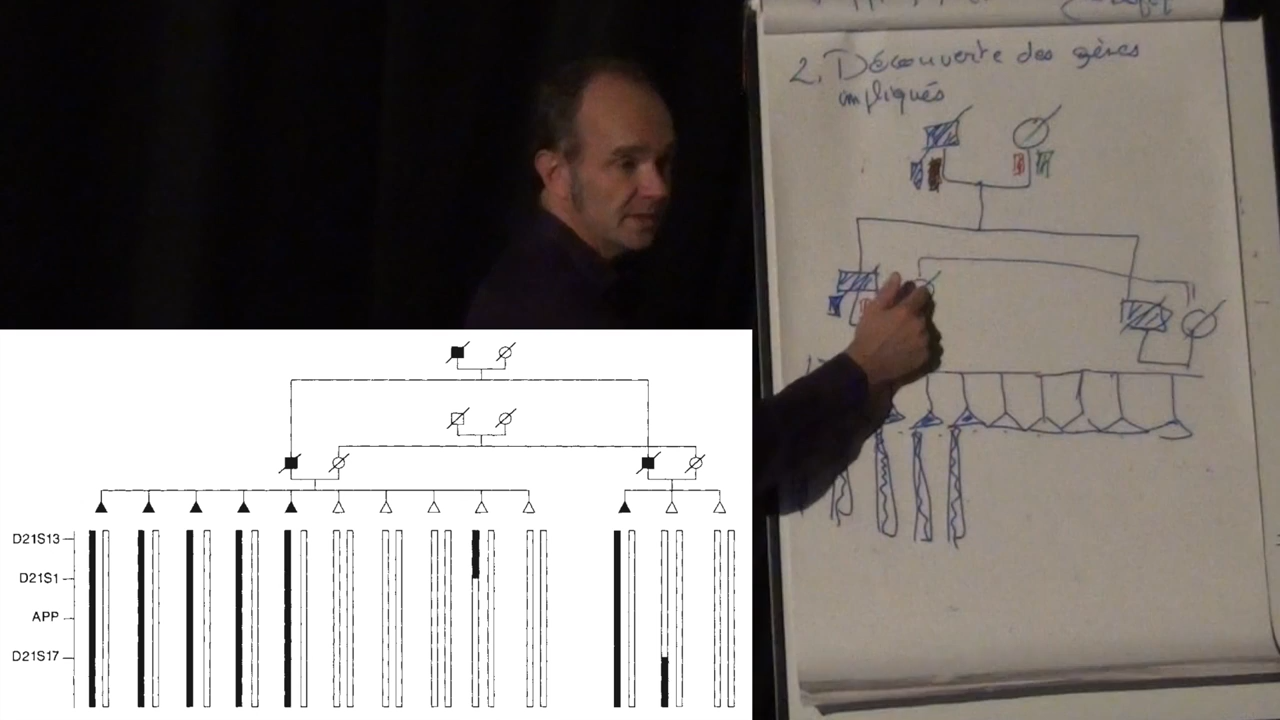 2. Découverte des gènes
impliqués
D21S13
D21S1
APP
D21S17